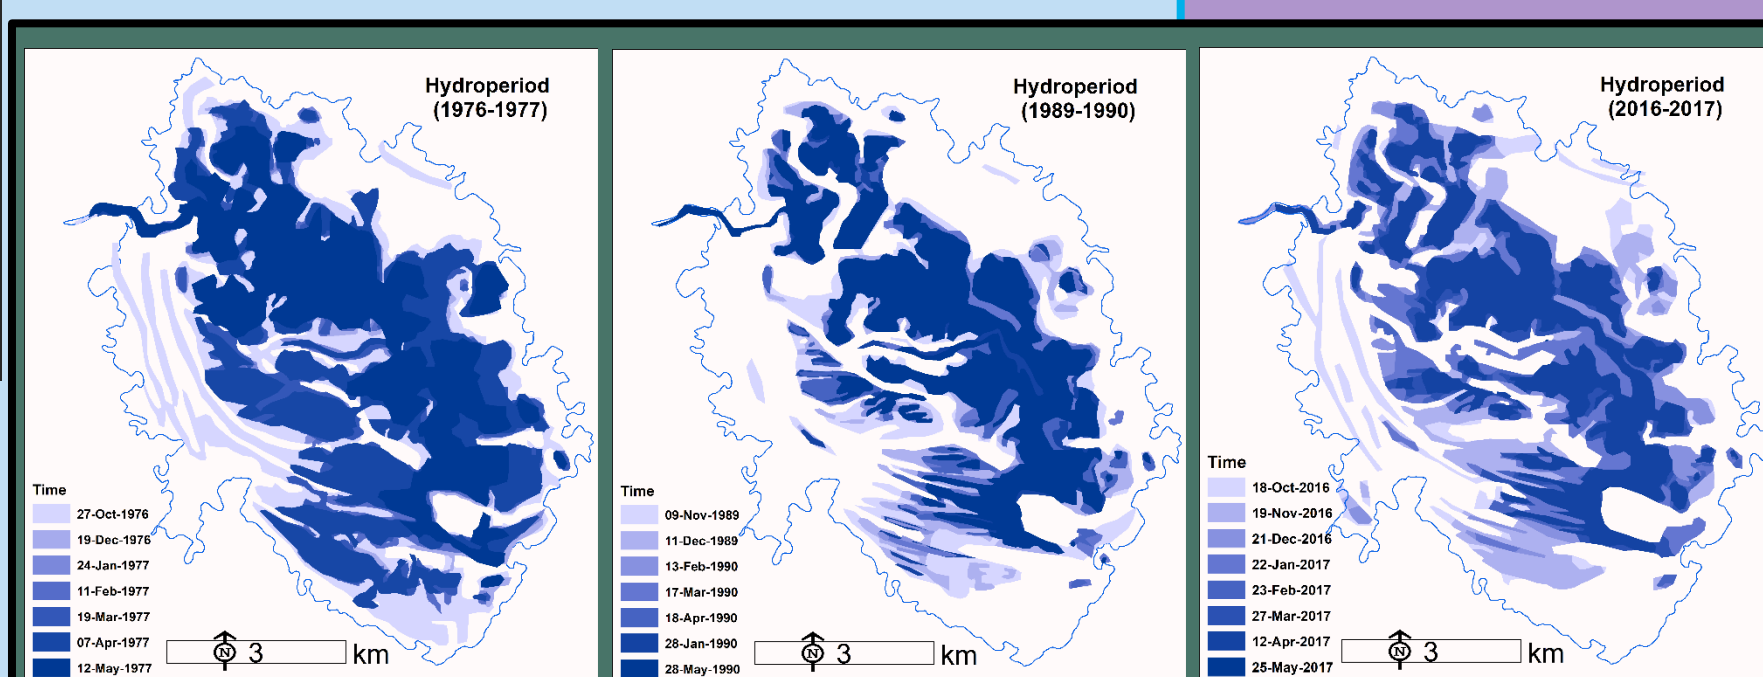 Hydroperiod
(1976-1977)
Time
27-Oct-1976
19-Dec-1976
24-Jan-1977
11-Feb-1977
19-Mar-1977
07-Apr-1977
12-May-1977
N
3
km
Hydroperiod
(1989-1990)
Time
09-Nov-1989
11-Dec-1989
13-Feb-1990
17-Mar-1990
18-Apr-1990
28-Jan-1990
28-May-1990
N
3
km
Hydroperiod
(2016-2017)
Time
18-Oct-2016
19-Nov-2016
21-Dec-2016
22-Jan-2017
23-Feb-2017
27-Mar-2017
12-Apr-2017
25-May-2017
N
3
km